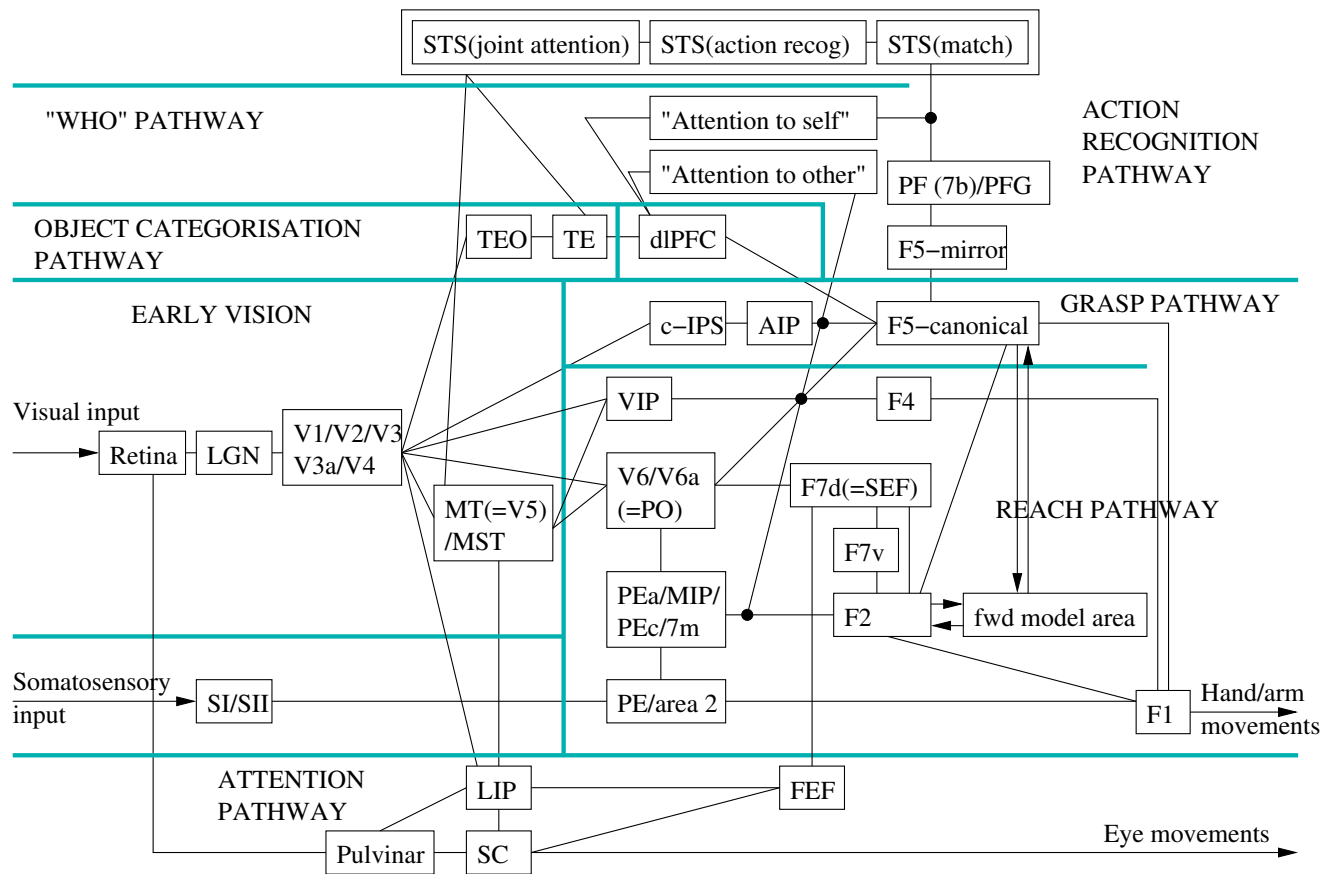 STS(joint attention)
STS(action recog)
STS(match)
"WHO" PATHWAY
"Attention to self"
ACTION
RECOGNITION
PATHWAY
"Attention to other"
PF (7b)/PFG
OBJECT CATEGORISATION
PATHWAY
TEO
TE
dlPFC
F5−mirror
EARLY VISION
GRASP PATHWAY
c−IPS
AIP
F5−canonical
Visual input
Retina
LGN
V1/V2/V3
V3a/V4
VIP
F4
MT(=V5)
/MST
V6/V6a
(=PO)
F7d(=SEF)
REACH PATHWAY
F7v
PEa/MIP/
PEc/7m
F2
fwd model area
Somatosensory
input
SI/SII
PE/area 2
F1
Hand/arm
movements
ATTENTION
PATHWAY
LIP
FEF
Pulvinar
SC
Eye movements